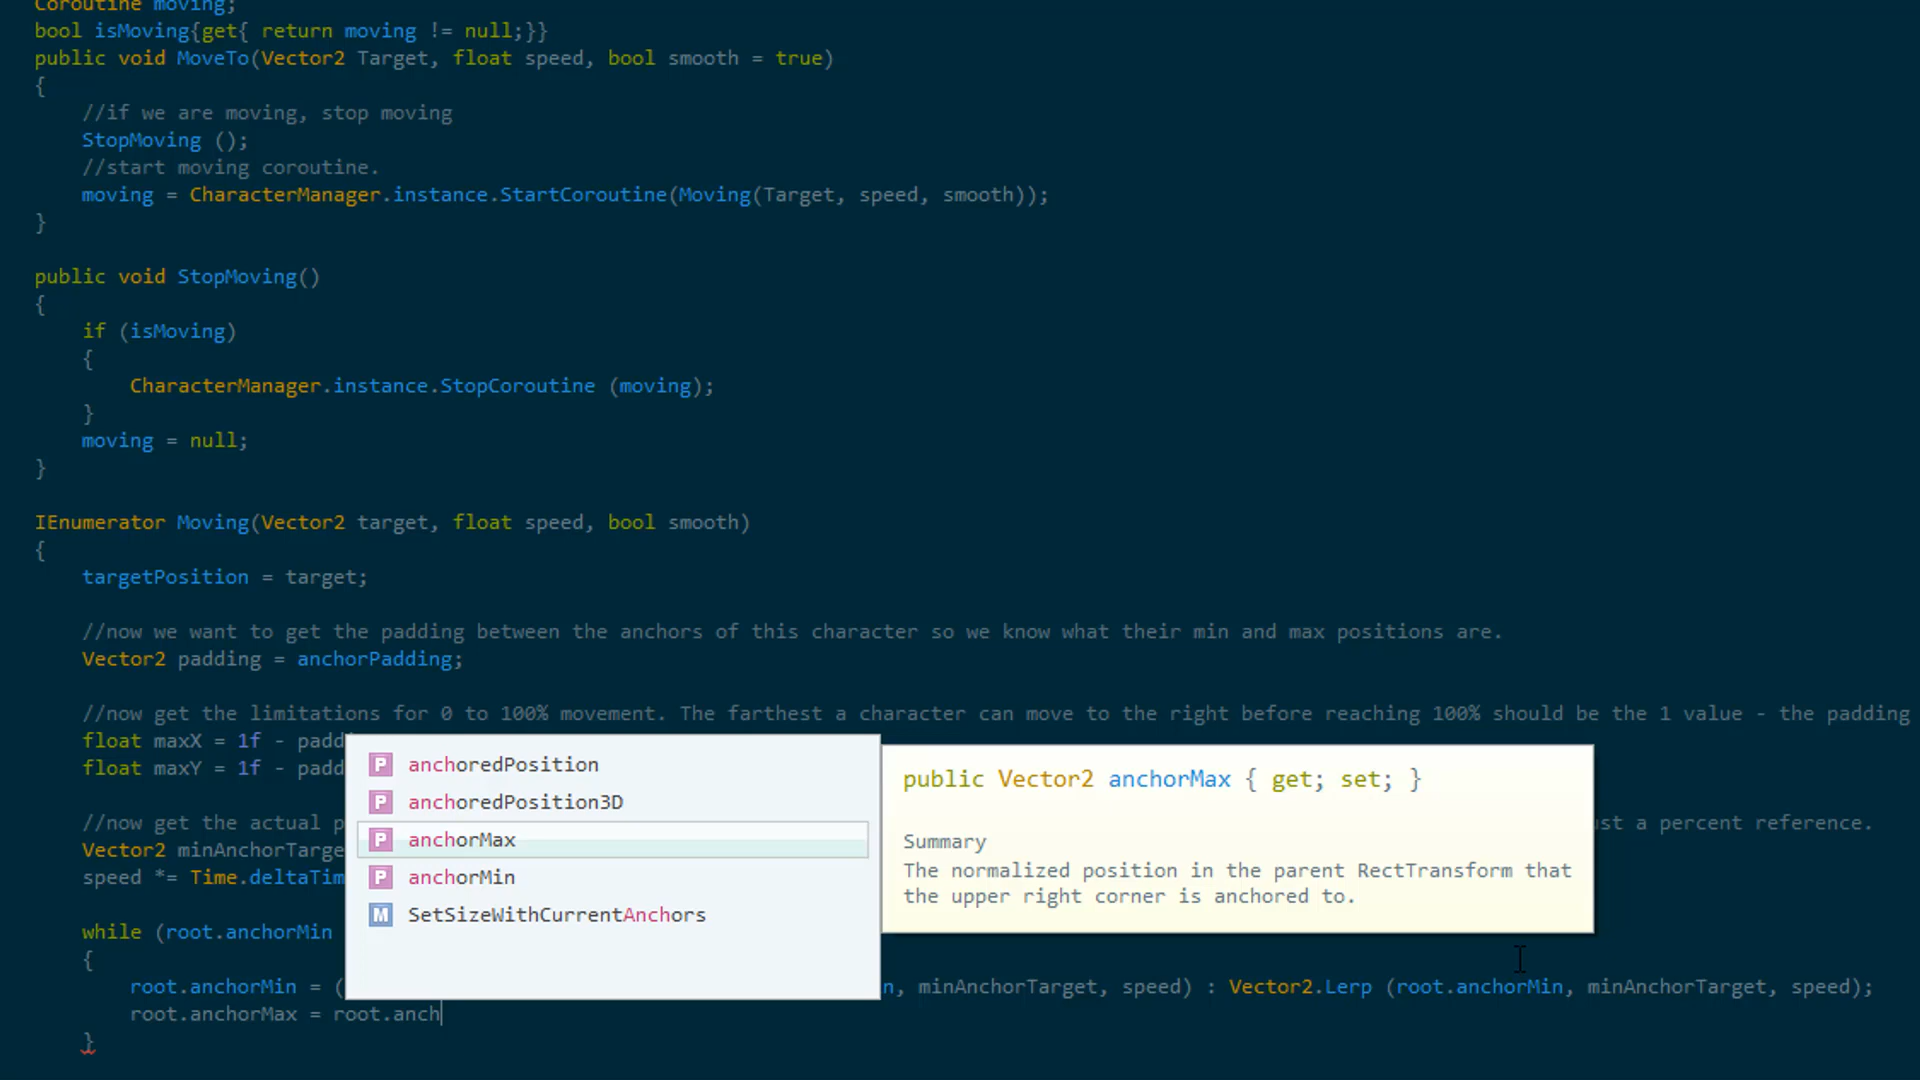 Coroutine moving;
bool isMoving{get{ return moving != null;}}
public void MoveTo(Vector2 Target, float speed, bool smooth = true)
{
//if we are moving, stop moving
StopMoving ();
//start moving coroutine.
moving = CharacterManager.instance.StartCoroutine(Moving(Target, speed, smooth));
}
public void StopMoving()
{
if (isMoving)
{
CharacterManager.instance.StopCoroutine (moving);
}
moving = null;
}
IEnumerator Moving(Vector2 target, float speed, bool smooth)
{
targetPosition = target;
//now we want to get the padding between the anchors of this character so we know what their min and max positions are.
Vector2 padding = anchorPadding;
//now get the limitations for 0 to 100% movement. The farthest a character can move to the right before reaching 100% should be the 1 value - the padding
float maxX = 1f - padd
float maxY = 1f - padd
//now get the actual p ust a percent reference.
Vector2 minAnchorTarge
speed *= Time.deltaTim
while (root.anchorMin
{
root.anchorMin = ( n, minAnchorTarget, speed) : Vector2.Lerp (root.anchorMin, minAnchorTarget, speed);
root.anchorMax = root.anch
}
P anchoredPosition
P anchoredPosition3D
P anchorMax
P anchorMin
M SetSizeWithCurrentAnchors
public Vector2 anchorMax { get; set; }
Summary
The normalized position in the parent RectTransform that
the upper right corner is anchored to.